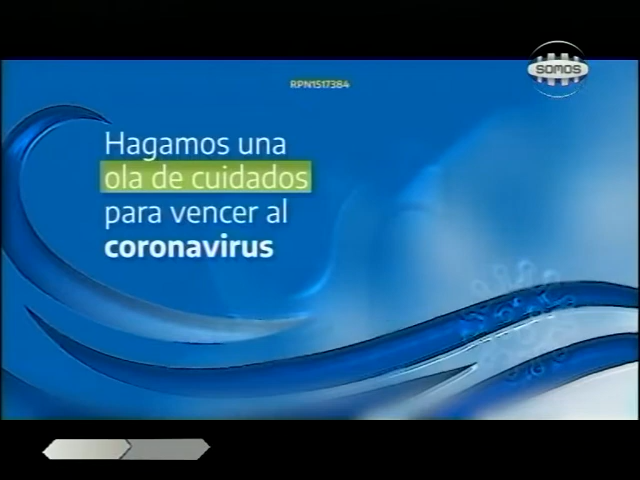 SOMOS
RPN1517384
Hagamos una
ola de cuidados
para vencer al
coronavirus